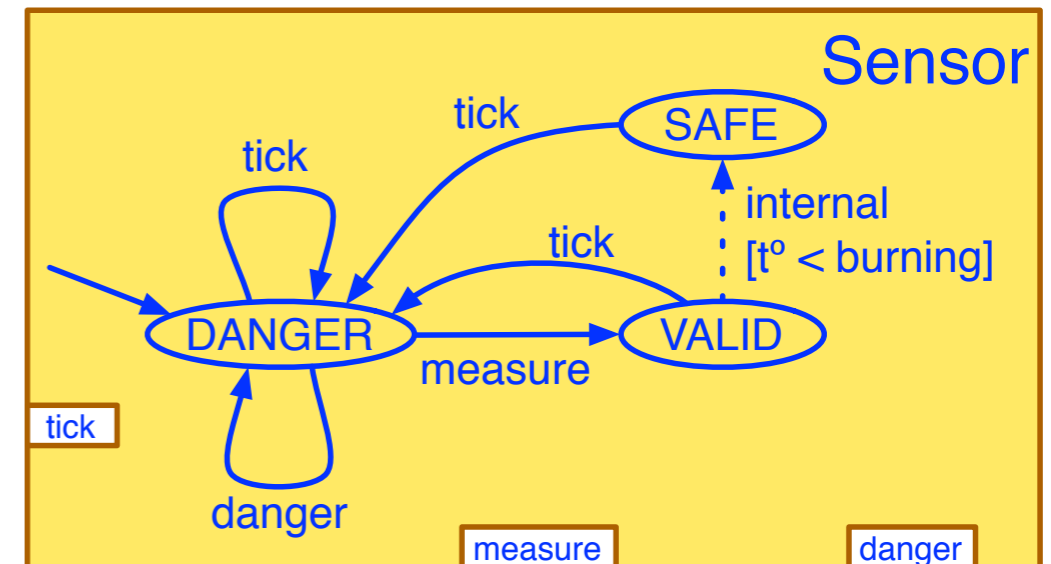 Sensor
tick
SAFE
tick
internal
tick
[tº < burning]
DANGER
VALID
measure
tick
danger
measure
danger